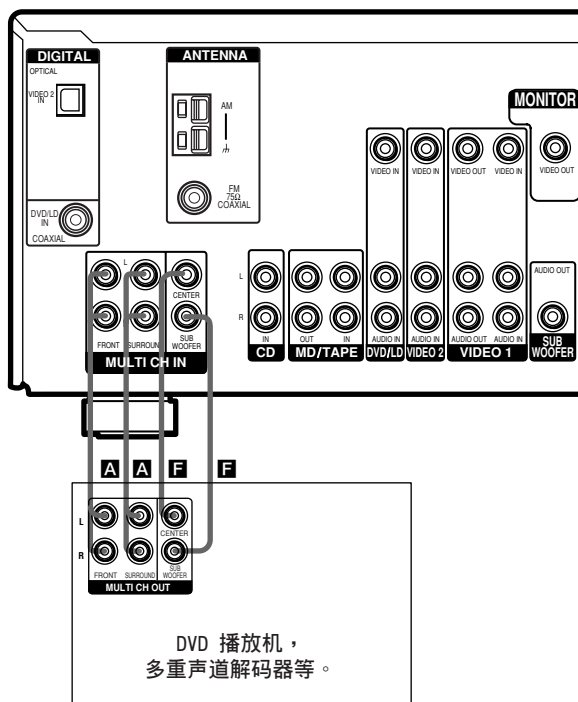 DIGITAL
OPTICAL
VIDEO 2
IN
DVD/LD
IN
COAXIAL
ANTENNA
AM
FM
75Ω
COAXIAL
MONITOR
VIDEO IN
VIDEO IN
VIDEO OUT
VIDEO IN
VIDEO OUT
L
CENTER
FRONT
SURROUND
SUB
WOOFER
MULTI CH IN
L
R
IN
CD
OUT
IN
MD/TAPE
AUDIO IN
DVD/LD
AUDIO IN
VIDEO 2
AUDIO OUT
AUDIO IN
VIDEO 1
AUDIO OUT
SUB
WOOFER
A
A
F
F
L
R
CENTER
FRONT
SURROUND
SUB
WOOFER
MULTI CH OUT
DVD 播放机，
多重声道解码器等。